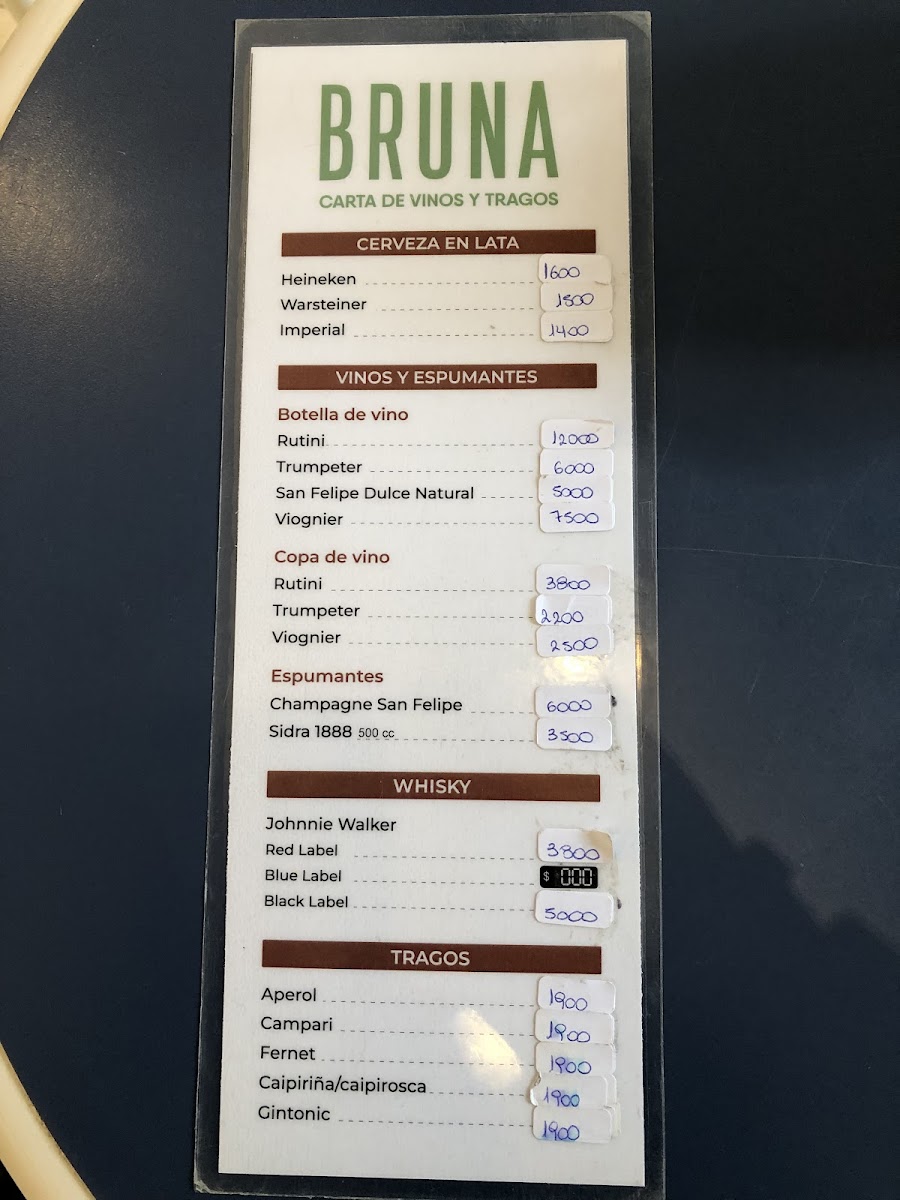 BRUNA
CARTA DE VINOS Y TRAGOS
CERVEZA EN LATA
Heineken 1600
Warsteiner 1500
Imperial 1400
VINOS Y ESPUMANTES
Botella de vino
Rutini 12000
Trumpeter 6000
San Felipe Dulce Natural 5000
Viognier 7500
Copa de vino
Rutini 3800
Trumpeter 2200
Viognier 2500
Espumantes
Champagne San Felipe 6000
Sidra 1888 500 cc 3500
WHISKY
Johnnie Walker
Red Label 3800
Blue Label $ 000
Black Label 5000
TRAGOS
Aperol 1900
Campari 1900
Fernet 1900
Caipiriña/caipirosca 1900
Gintonic 1900